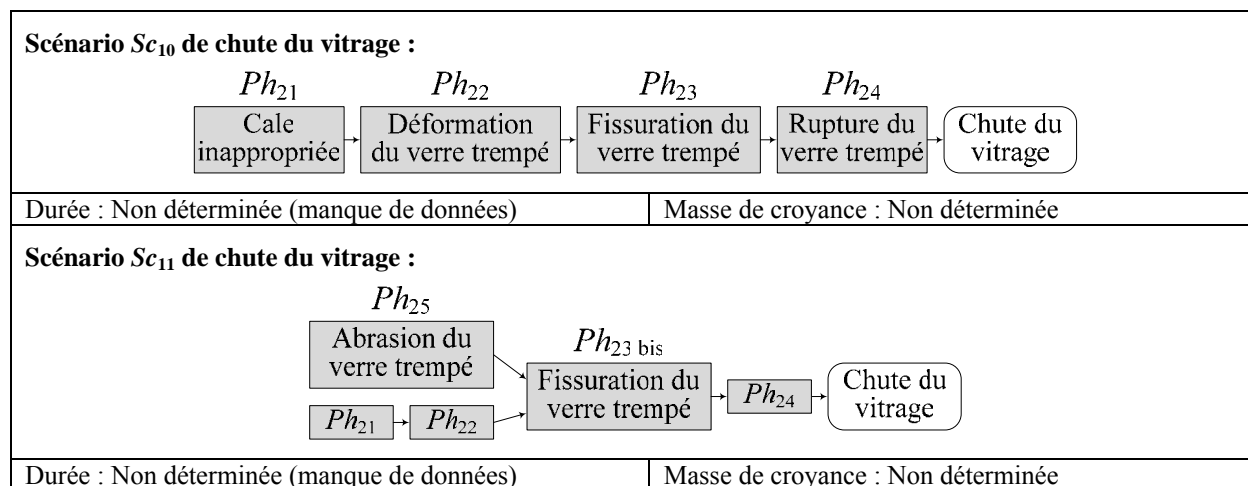 Scénario Sc10 de chute du vitrage :
Ph21
Ph22
Ph23
Ph24
Cale
inappropriée
Déformation
du verre trempé
Fissuration du
verre trempé
Rupture du
verre trempé
Chute du
vitrage
Durée : Non déterminée (manque de données)
Masse de croyance : Non déterminée
Scénario Sc11 de chute du vitrage :
Ph25
Abrasion du
verre trempé
Ph21
Ph22
Ph23 bis
Fissuration du
verre trempé
Ph24
Chute du
vitrage
Durée : Non déterminée (manque de données)
Masse de croyance : Non déterminée